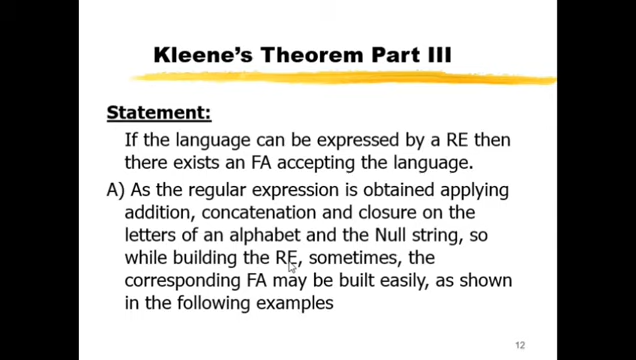 Kleene's Theorem Part III
Statement:
If the language can be expressed by a RE then
there exists an FA accepting the language.
A) As the regular expression is obtained applying
addition, concatenation and closure on the
letters of an alphabet and the Null string, so
while building the RE, sometimes, the
corresponding FA may be built easily, as shown
in the following examples
12